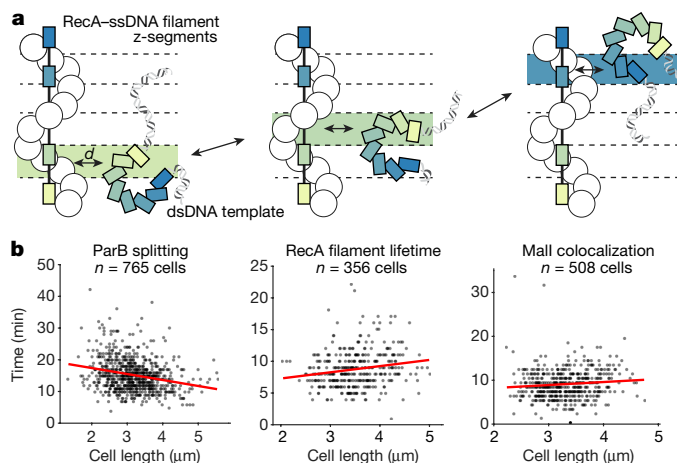 a
RecA–ssDNA filament
z-segments
d
dsDNA template
b
ParB splitting
n = 765 cells
RecA filament lifetime
n = 356 cells
MalI colocalization
n = 508 cells
Time (min)
50
40
30
20
10
0
2
3
4
5
Cell length (μm)
25
20
15
10
5
0
2
3
4
5
Cell length (μm)
30
20
10
0
2
3
4
5
Cell length (μm)